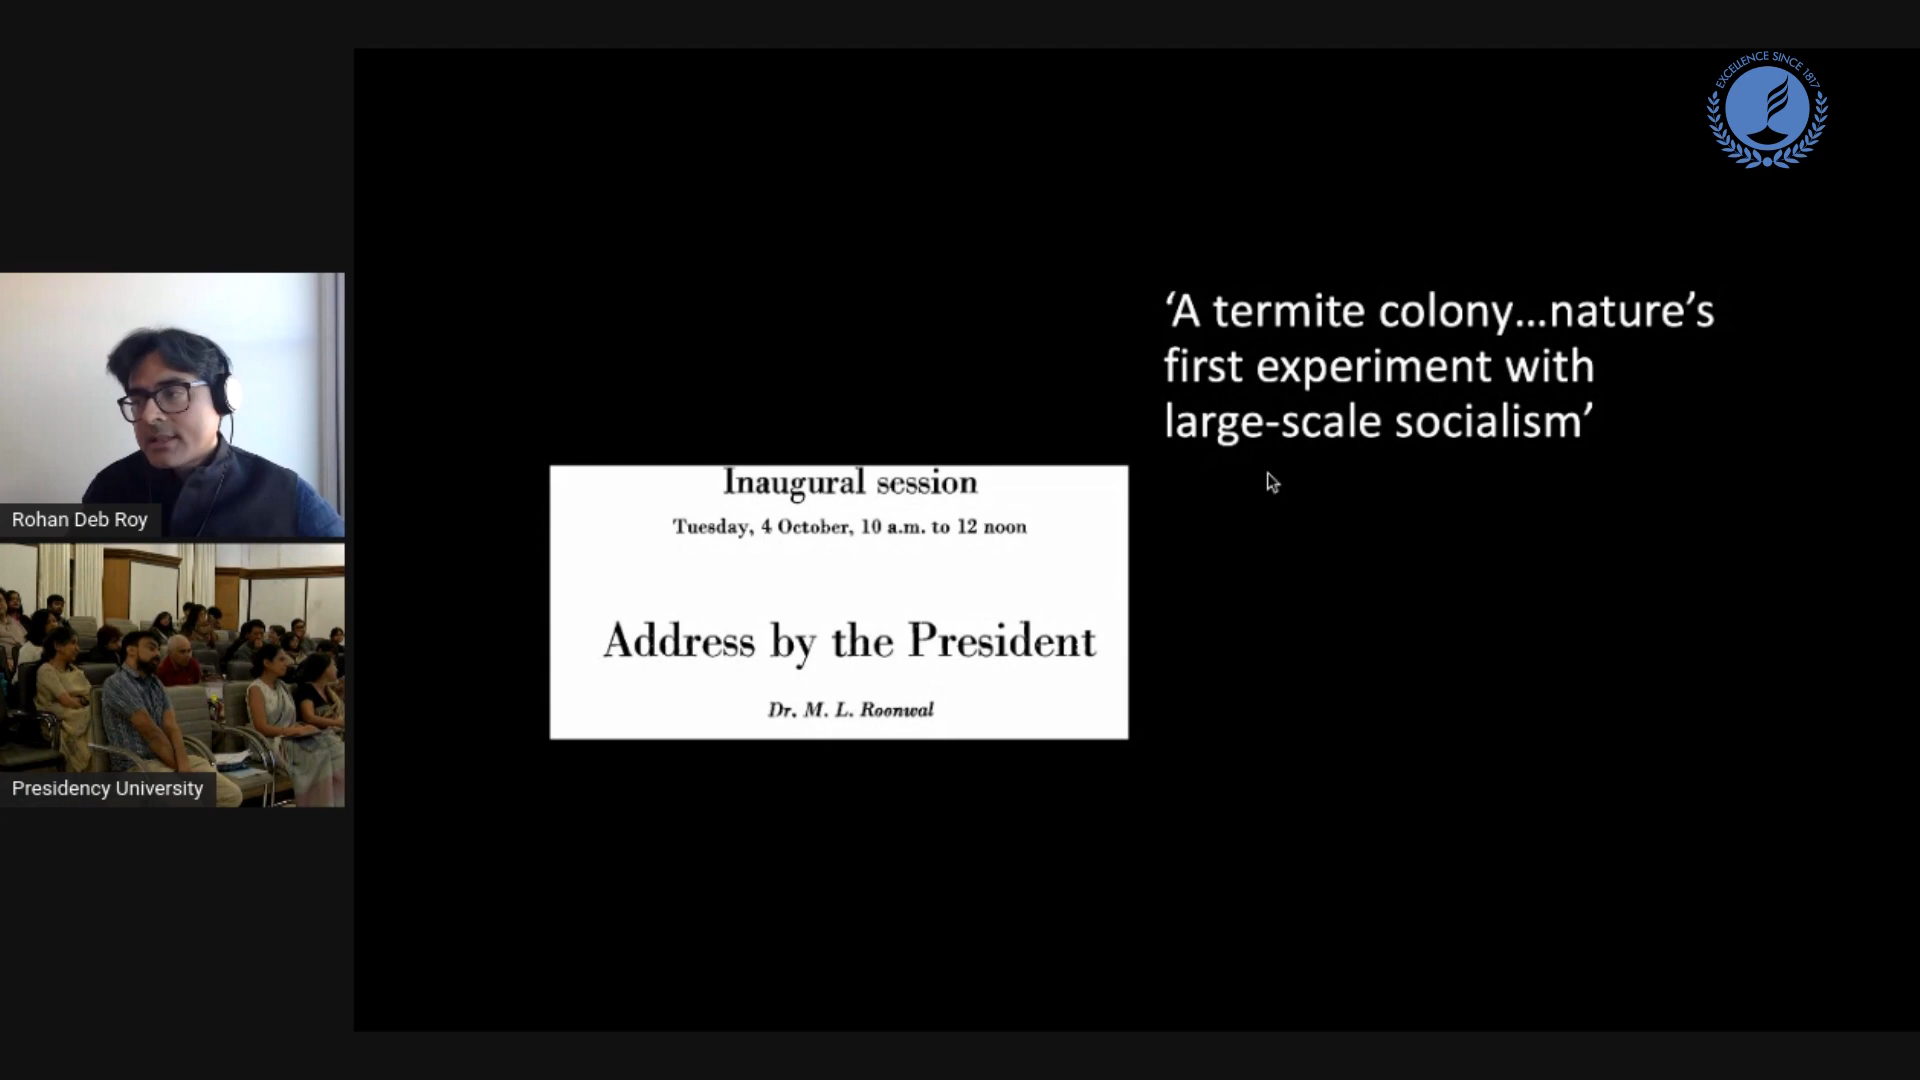 EXCELLENCE SINCE 1817
‘A termite colony...nature’s
first experiment with
large-scale socialism’
Inaugural session
Tuesday, 4 October, 10 a.m. to 12 noon
Address by the President
Dr. M. L. Roonwal
Rohan Deb Roy
Presidency University